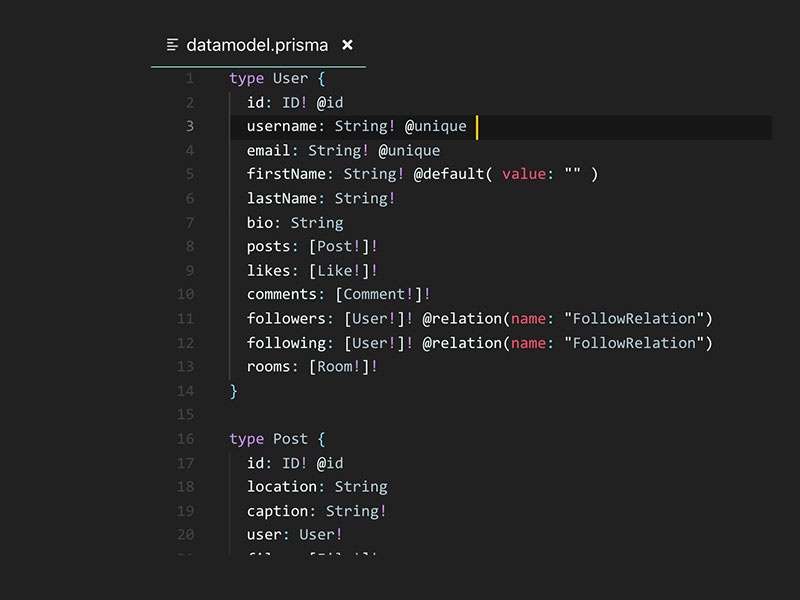 datamodel.prisma ×
1 type User {
2 id: ID! @id
3 username: String! @unique
4 email: String! @unique
5 firstName: String! @default( value: "" )
6 lastName: String!
7 bio: String
8 posts: [Post!]!
9 likes: [Like!]!
10 comments: [Comment!]!
11 followers: [User!]! @relation(name: "FollowRelation")
12 following: [User!]! @relation(name: "FollowRelation")
13 rooms: [Room!]!
14 }
15
16 type Post {
17 id: ID! @id
18 location: String
19 caption: String!
20 user: User!